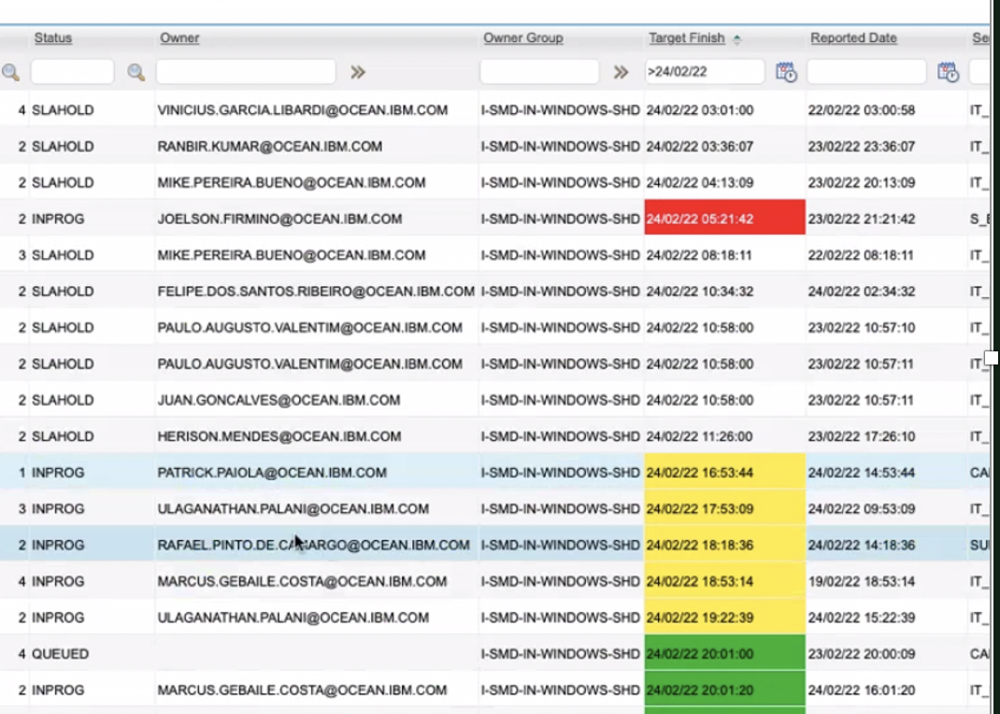 Status Owner Owner Group Target Finish Reported Date
>24/02/22
4 SLAHOLD VINICIUS.GARCIA.LIBARDI@OCEAN.IBM.COM I-SMD-IN-WINDOWS-SHD 24/02/22 03:01:00 22/02/22 03:00:58 IT_
2 SLAHOLD RANBIR.KUMAR@OCEAN.IBM.COM I-SMD-IN-WINDOWS-SHD 24/02/22 03:36:07 23/02/22 23:36:07 IT_
2 SLAHOLD MIKE.PEREIRA.BUENO@OCEAN.IBM.COM I-SMD-IN-WINDOWS-SHD 24/02/22 04:13:09 23/02/22 20:13:09 IT_
2 INPROG JOELSON.FIRMINO@OCEAN.IBM.COM I-SMD-IN-WINDOWS-SHD 24/02/22 05:21:42 23/02/22 21:21:42 S_
3 SLAHOLD MIKE.PEREIRA.BUENO@OCEAN.IBM.COM I-SMD-IN-WINDOWS-SHD 24/02/22 08:18:11 22/02/22 08:18:11 IT_
2 SLAHOLD FELIPE.DOS.SANTOS.RIBEIRO@OCEAN.IBM.COM I-SMD-IN-WINDOWS-SHD 24/02/22 10:34:32 24/02/22 02:34:32 IT_
2 SLAHOLD PAULO.AUGUSTO.VALENTIM@OCEAN.IBM.COM I-SMD-IN-WINDOWS-SHD 24/02/22 10:58:00 23/02/22 10:57:10 IT_
2 SLAHOLD PAULO.AUGUSTO.VALENTIM@OCEAN.IBM.COM I-SMD-IN-WINDOWS-SHD 24/02/22 10:58:00 23/02/22 10:57:11 IT_
2 SLAHOLD JUAN.GONCALVES@OCEAN.IBM.COM I-SMD-IN-WINDOWS-SHD 24/02/22 10:58:00 23/02/22 10:57:11 IT_
2 SLAHOLD HERISON.MENDES@OCEAN.IBM.COM I-SMD-IN-WINDOWS-SHD 24/02/22 11:26:00 23/02/22 17:26:10 IT_
1 INPROG PATRICK.PAIOLA@OCEAN.IBM.COM I-SMD-IN-WINDOWS-SHD 24/02/22 16:53:44 24/02/22 14:53:44 CA
3 INPROG ULAGANATHAN.PALANI@OCEAN.IBM.COM I-SMD-IN-WINDOWS-SHD 24/02/22 17:53:09 24/02/22 09:53:09 IT_
2 INPROG RAFAEL.PINTO.DE.CAMARGO@OCEAN.IBM.COM I-SMD-IN-WINDOWS-SHD 24/02/22 18:18:36 24/02/22 14:18:36 SU
4 INPROG MARCUS.GEBAILE.COSTA@OCEAN.IBM.COM I-SMD-IN-WINDOWS-SHD 24/02/22 18:53:14 19/02/22 18:53:14 IT_
2 INPROG ULAGANATHAN.PALANI@OCEAN.IBM.COM I-SMD-IN-WINDOWS-SHD 24/02/22 19:22:39 24/02/22 15:22:39 IT_
4 QUEUED I-SMD-IN-WINDOWS-SHD 24/02/22 20:01:00 23/02/22 20:00:09 CA
2 INPROG MARCUS.GEBAILE.COSTA@OCEAN.IBM.COM I-SMD-IN-WINDOWS-SHD 24/02/22 20:01:20 24/02/22 16:01:20 IT_